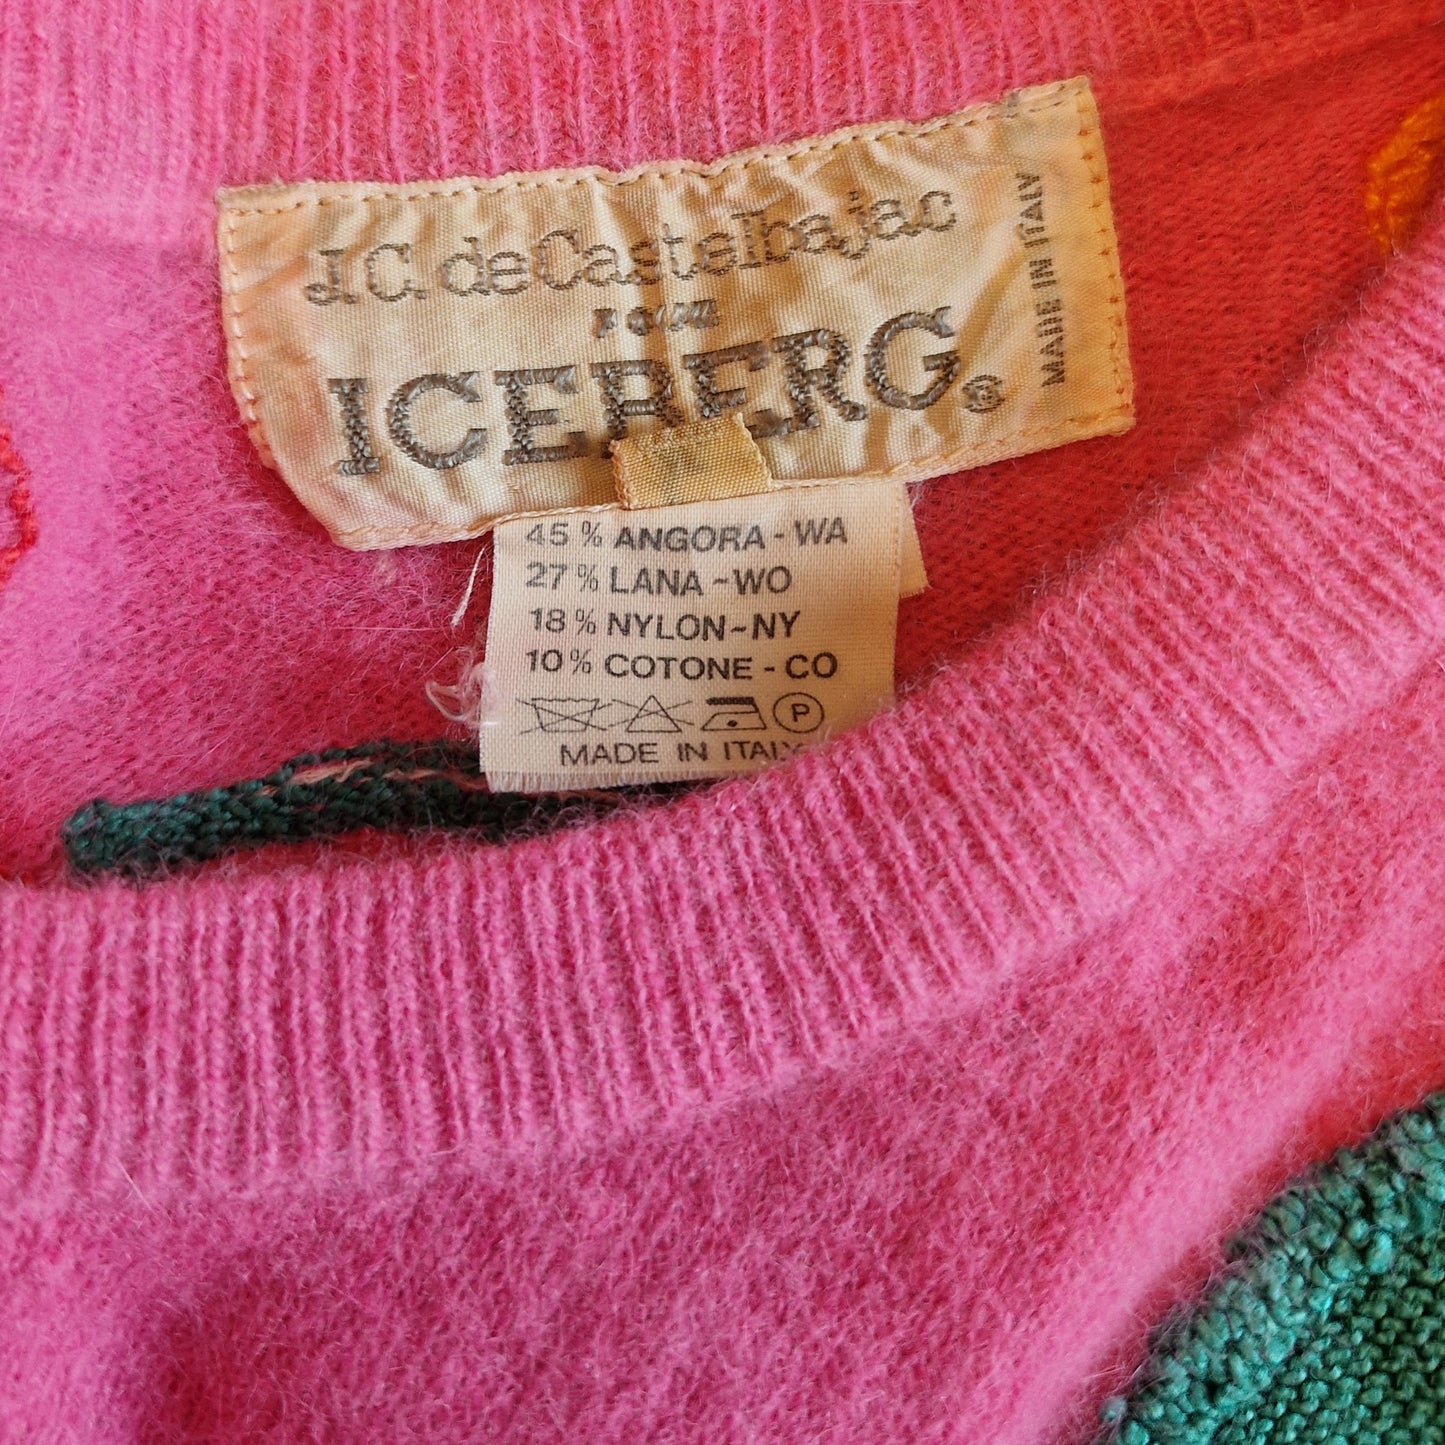 J.C. de Castelbajac
POUR
ICEBERG®
MADE IN ITALY
45% ANGORA - WA
27% LANA - WO
18% NYLON - NY
10% COTONE - CO
P
MADE IN ITALY